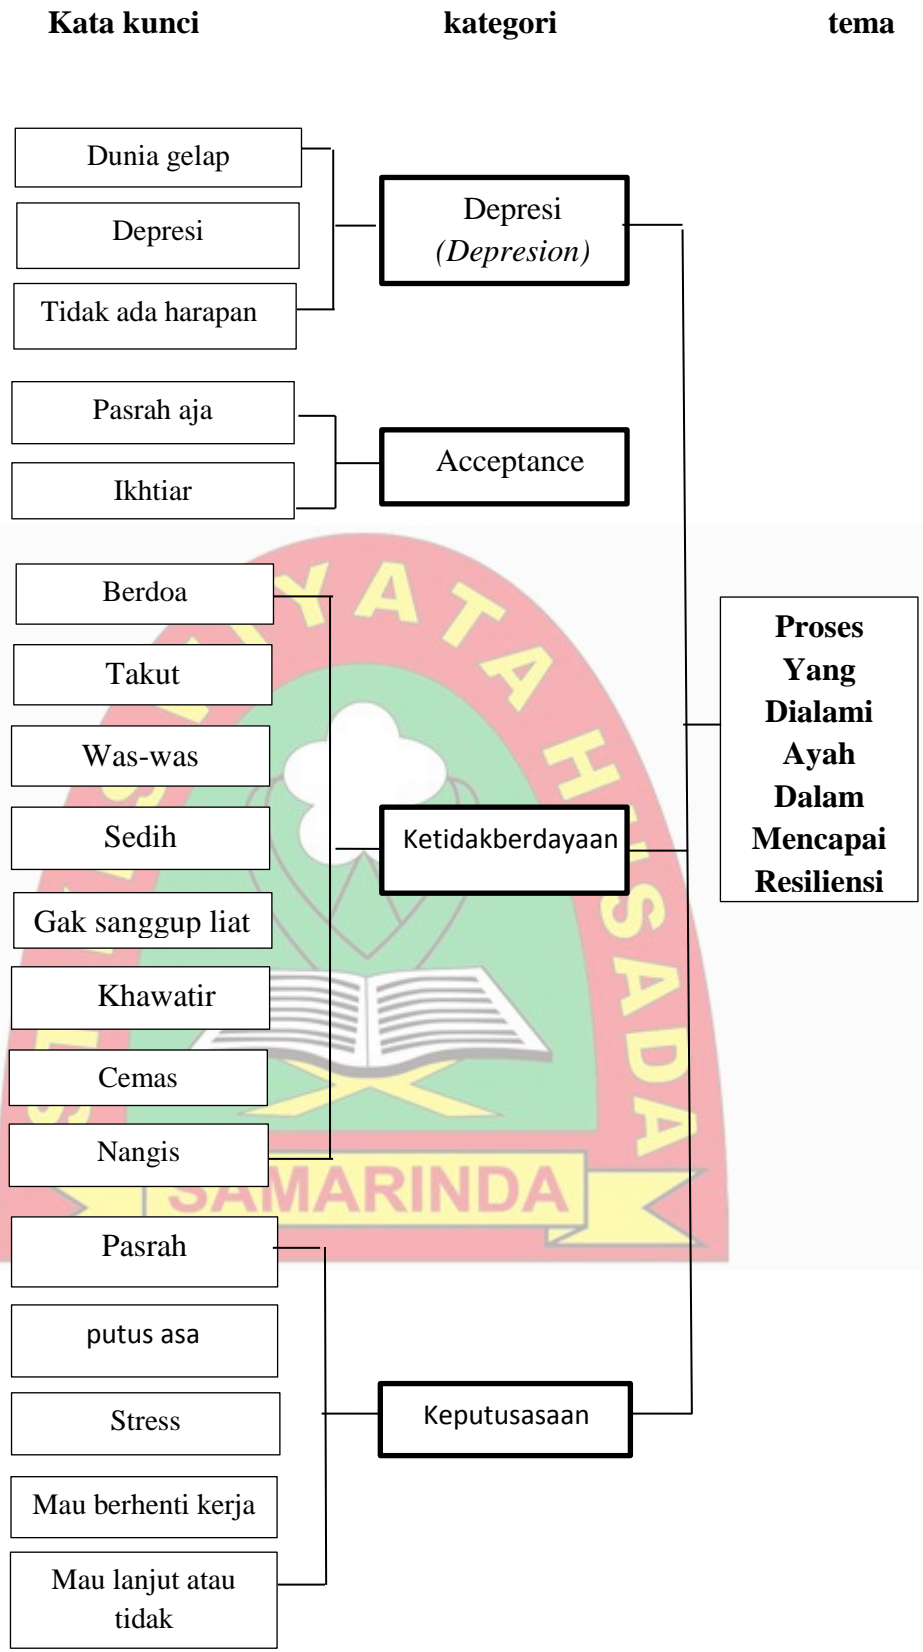 Kata kunci kategori tema
Dunia gelap
Depresi
Tidak ada harapan
Depresi
(Depresion)
Pasrah aja
Ikhtiar
Acceptance
Berdoa
Takut
Was-was
Sedih
Gak sanggup liat
Khawatir
Cemas
Nangis
Ketidakberdayaan
Pasrah
putus asa
Stress
Mau berhenti kerja
Mau lanjut atau
tidak
Keputusasaan
Proses
Yang
Dialami
Ayah
Dalam
Mencapai
Resiliensi
HUSADA
SAMARINDA